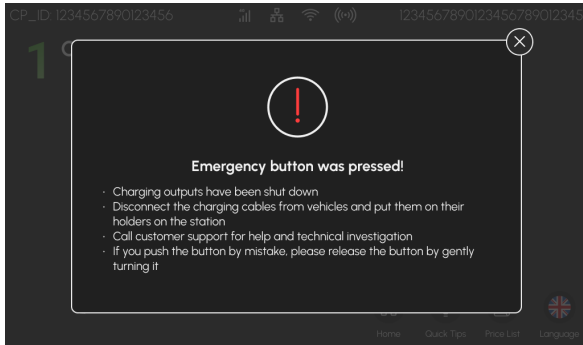 CP_ID 1234567890123456
1234567890123456789012345
1
Emergency button was pressed!
· Charging outputs have been shut down
· Disconnect the charging cables from vehicles and put them on their
holders on the station
· Call customer support for help and technical investigation
· If you push the button by mistake, please release the button by gently
turning it
Home
Quick Tips
Price List
Language